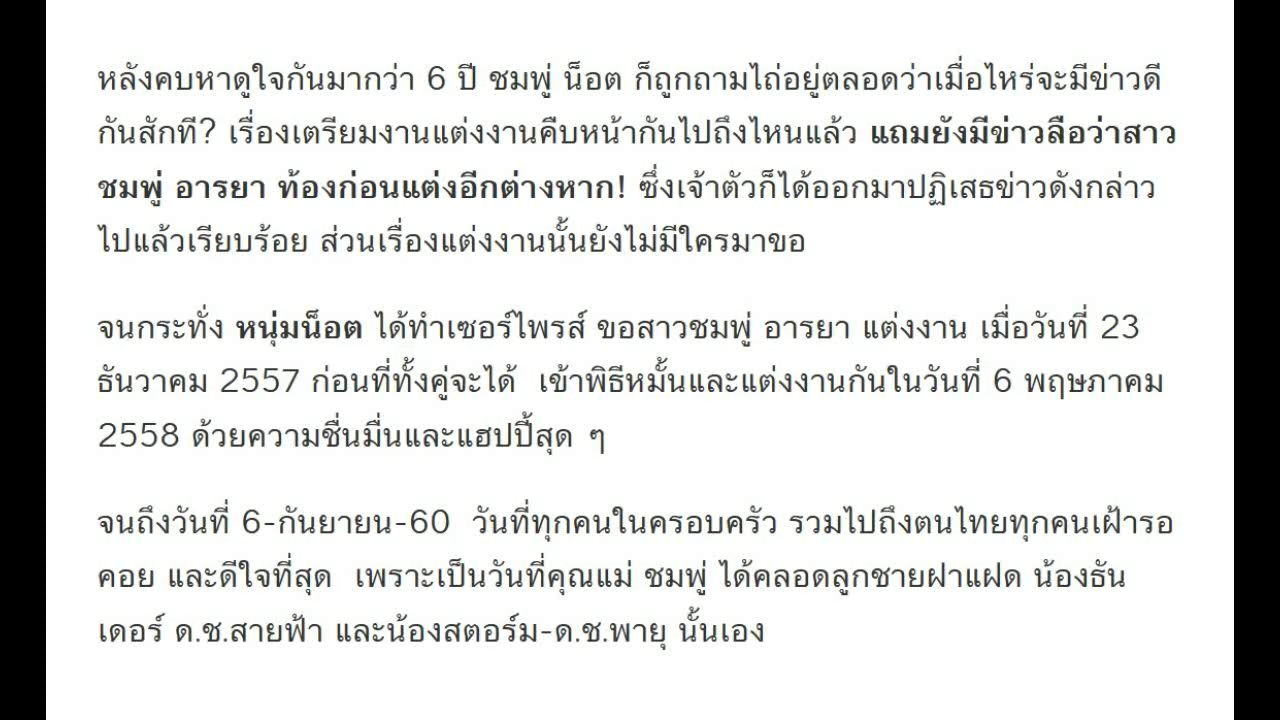 หลังคบหาดูใจกันมากว่า 6 ปี ชมพู่ น็อต ก็ถูกถามไถ่อยู่ตลอดว่าเมื่อไหร่จะมีข่าวดี
กันสักที? เรื่องเตรียมงานแต่งงานคืบหน้ากันไปถึงไหนแล้ว แถมยังมีข่าวลือว่าสาว
ชมพู่ อารยา ท้องก่อนแต่งอีกต่างหาก! ซึ่งเจ้าตัวก็ได้ออกมาปฏิเสธข่าวดังกล่าว
ไปแล้วเรียบร้อย ส่วนเรื่องแต่งงานนั้นยังไม่มีใครมาขอ
จนกระทั่ง หนุ่มน็อต ได้ทำเซอร์ไพรส์ ขอสาวชมพู่ อารยา แต่งงาน เมื่อวันที่ 23
ธันวาคม 2557 ก่อนที่ทั้งคู่จะได้ เข้าพิธีหมั้นและแต่งงานกันในวันที่ 6 พฤษภาคม
2558 ด้วยความชื่นมื่นและแฮปปี้สุด ๆ
จนถึงวันที่ 6-กันยายน-60 วันที่ทุกคนในครอบครัว รวมไปถึงตนไทยทุกคนเฝ้ารอ
คอย และดีใจที่สุด เพราะเป็นวันที่คุณแม่ ชมพู่ ได้คลอดลูกชายฝาแฝด น้องธัน
เดอร์ ด.ช.สายฟ้า และน้องสตอร์ม-ด.ช.พายุ นั้นเอง